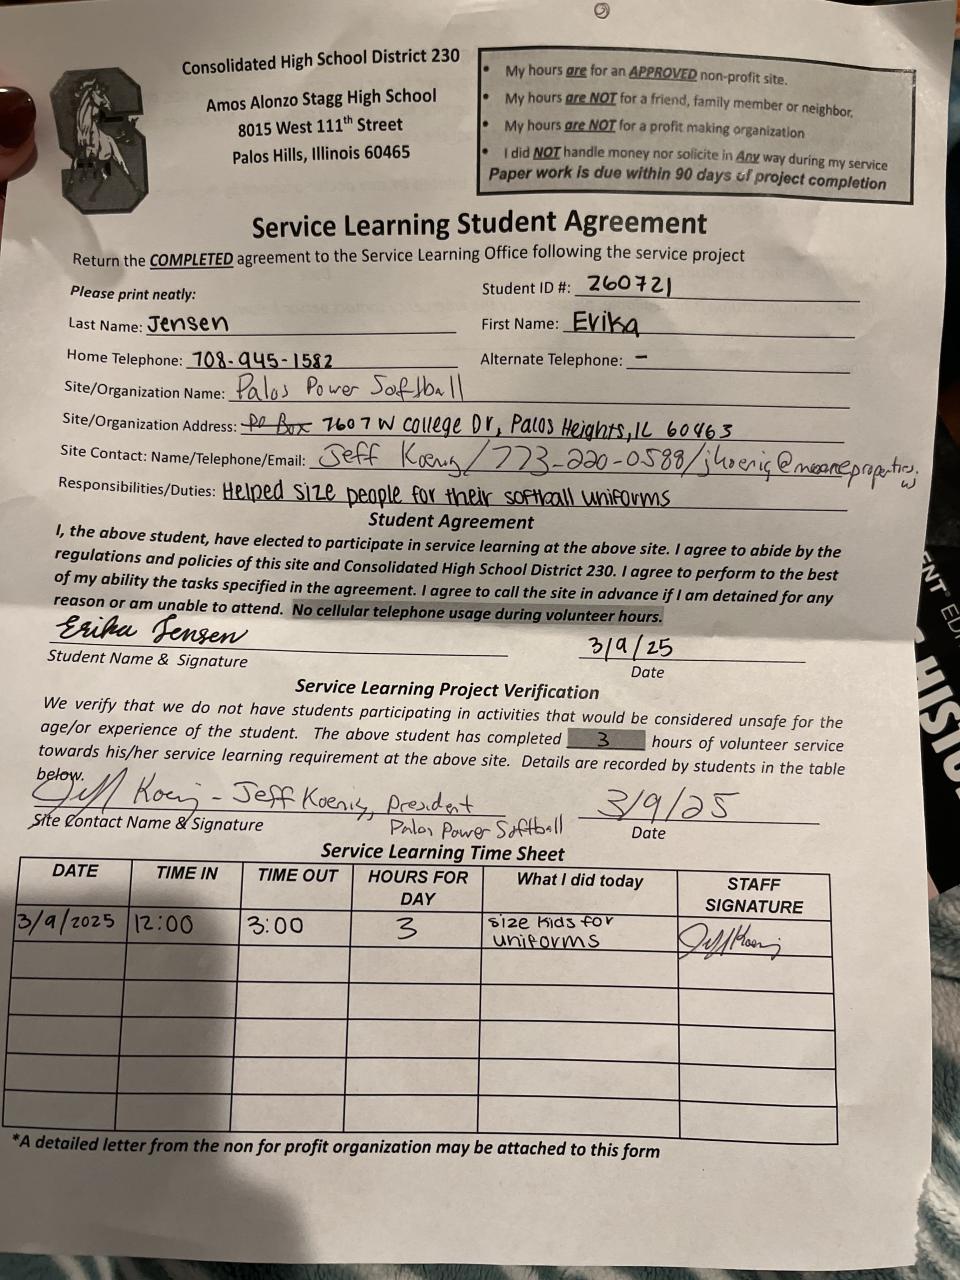 Consolidated High School District 230
Amos Alonzo Stagg High School
8015 West 111th Street
Palos Hills, Illinois 60465
S
• My hours are for an APPROVED non-profit site.
• My hours are NOT for a friend, family member or neighbor.
• My hours are NOT for a profit making organization
• I did NOT handle money nor solicite in Any way during my service
Paper work is due within 90 days of project completion
Service Learning Student Agreement
Return the COMPLETED agreement to the Service Learning Office following the service project
Please print neatly:
Student ID #: 260721
Last Name: Jensen
First Name: Erika
Home Telephone: 708-945-1582
Alternate Telephone: –
Site/Organization Name: Palos Power Softball
Site/Organization Address: PO Box 7607 W College Dr, Palos Heights, IL 60463
Site Contact: Name/Telephone/Email: Jeff Koenig/773-220-0588/
Responsibilities/Duties: Helped size people for their softball uniforms
Student Agreement
I, the above student, have elected to participate in service learning at the above site. I agree to abide by the
regulations and policies of this site and Consolidated High School District 230. I agree to perform to the best
of my ability the tasks specified in the agreement. I agree to call the site in advance if I am detained for any
reason or am unable to attend. No cellular telephone usage during volunteer hours.
Erika Jensen
3/9/25
Student Name & Signature
Date
Service Learning Project Verification
We verify that we do not have students participating in activities that would be considered unsafe for the
age/or experience of the student. The above student has completed 3 hours of volunteer service
towards his/her service learning requirement at the above site. Details are recorded by students in the table
below.
Jeff Koenig - Jeff Koenig, President
Palos Power Softball
3/9/25
Site Contact Name & Signature
Date
Service Learning Time Sheet
DATE TIME IN TIME OUT HOURS FOR DAY What I did today STAFF SIGNATURE
3/9/2025 12:00 3:00 3 size kids for uniforms Jeff Koenig
*A detailed letter from the non for profit organization may be attached to this form